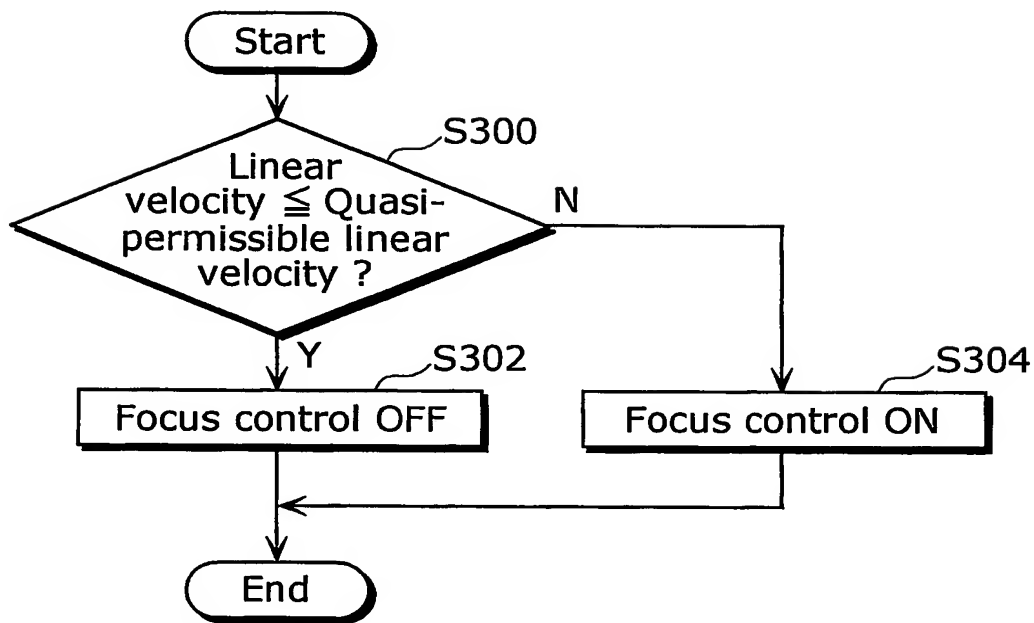 Start
S300
Linear
velocity ≦ Quasi-
permissible linear
velocity ?
N
Y
S302
Focus control OFF
S304
Focus control ON
End